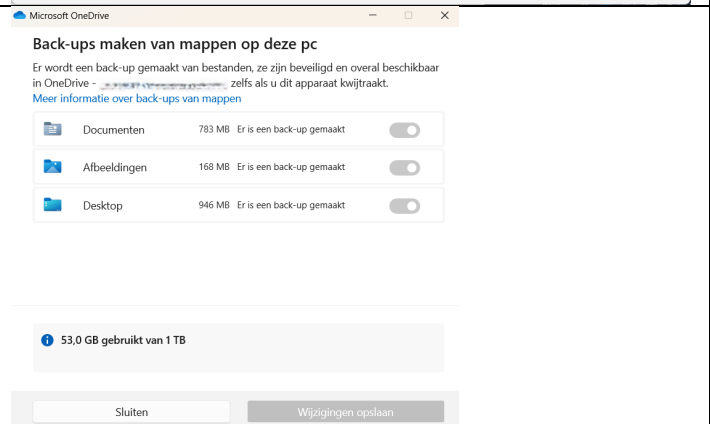 Microsoft OneDrive
Back-ups maken van mappen op deze pc
Er wordt een back-up gemaakt van bestanden, ze zijn beveiligd en overal beschikbaar
in OneDrive - zelfs als u dit apparaat kwijtraakt.
Meer informatie over back-ups van mappen
Documenten 783 MB Er is een back-up gemaakt
Afbeeldingen 168 MB Er is een back-up gemaakt
Desktop 946 MB Er is een back-up gemaakt
53,0 GB gebruikt van 1 TB
Sluiten Wijzigingen opslaan